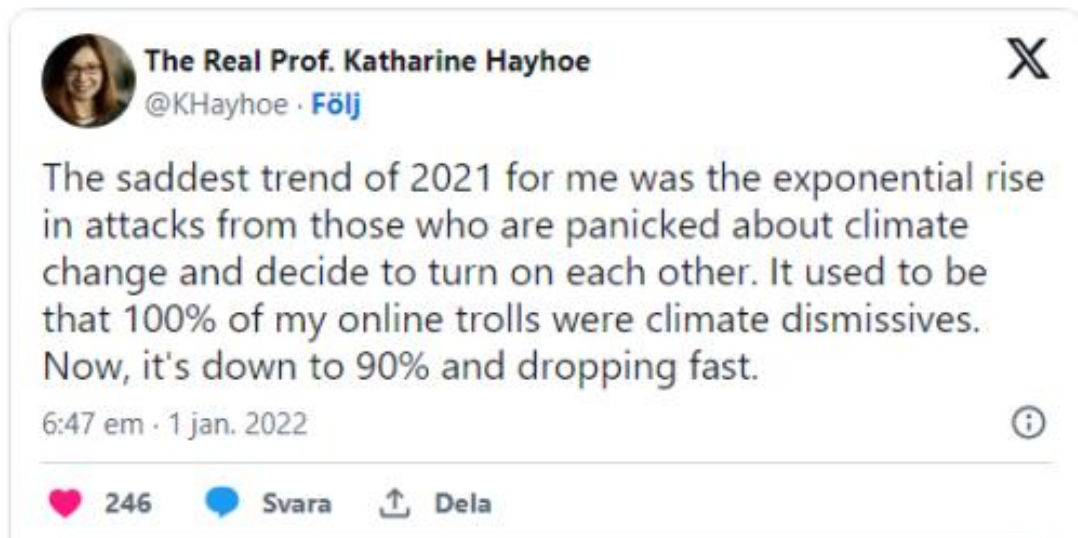 The Real Prof. Katharine Hayhoe
@KHayhoe · Följ
The saddest trend of 2021 for me was the exponential rise
in attacks from those who are panicked about climate
change and decide to turn on each other. It used to be
that 100% of my online trolls were climate dismissives.
Now, it's down to 90% and dropping fast.
6:47 em · 1 jan. 2022
246 Svara Dela